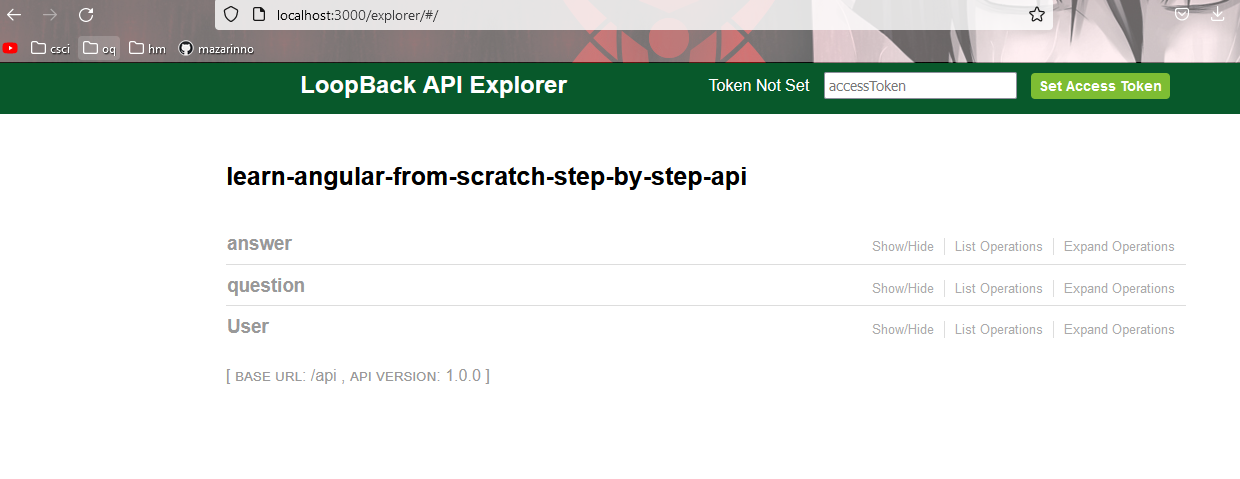 localhost:3000/explorer/#/
csci oq hm mazarinno
LoopBack API Explorer Token Not Set accessToken Set Access Token
learn-angular-from-scratch-step-by-step-api
answer Show/Hide List Operations Expand Operations
question Show/Hide List Operations Expand Operations
User Show/Hide List Operations Expand Operations
[ BASE URL: /api , API VERSION: 1.0.0 ]